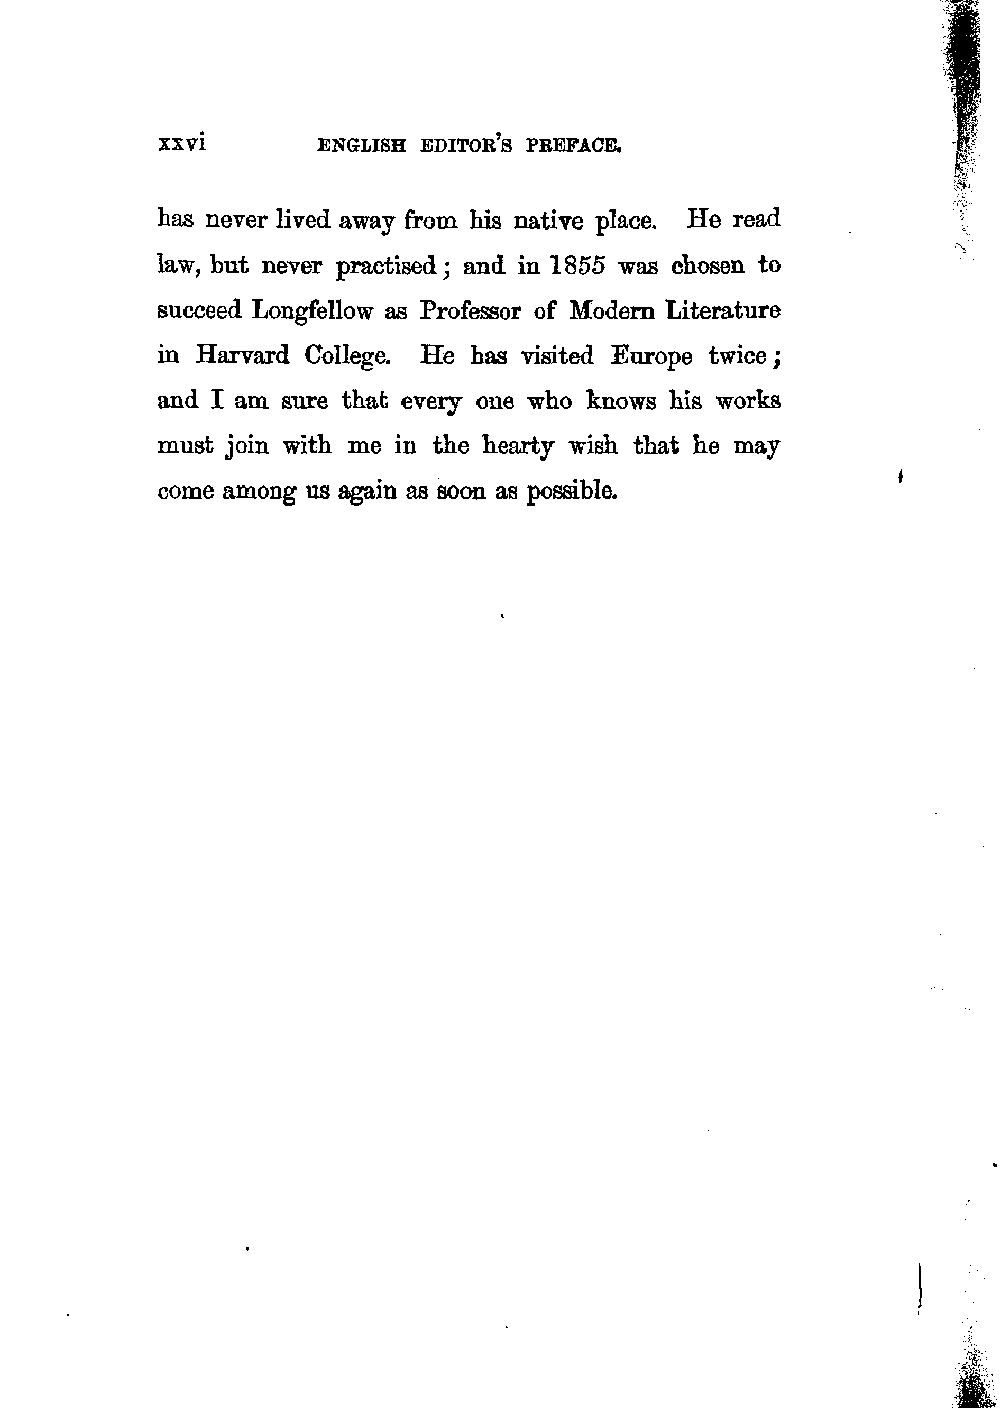 xxvi ENGLISH EDITOR'S PREFACE.
has never lived away from his native place. He read
law, but never practised; and in 1855 was chosen to
succeed Longfellow as Professor of Modern Literature
in Harvard College. He has visited Europe twice;
and I am sure that every one who knows his works
must join with me in the hearty wish that he may
come among us again as soon as possible.